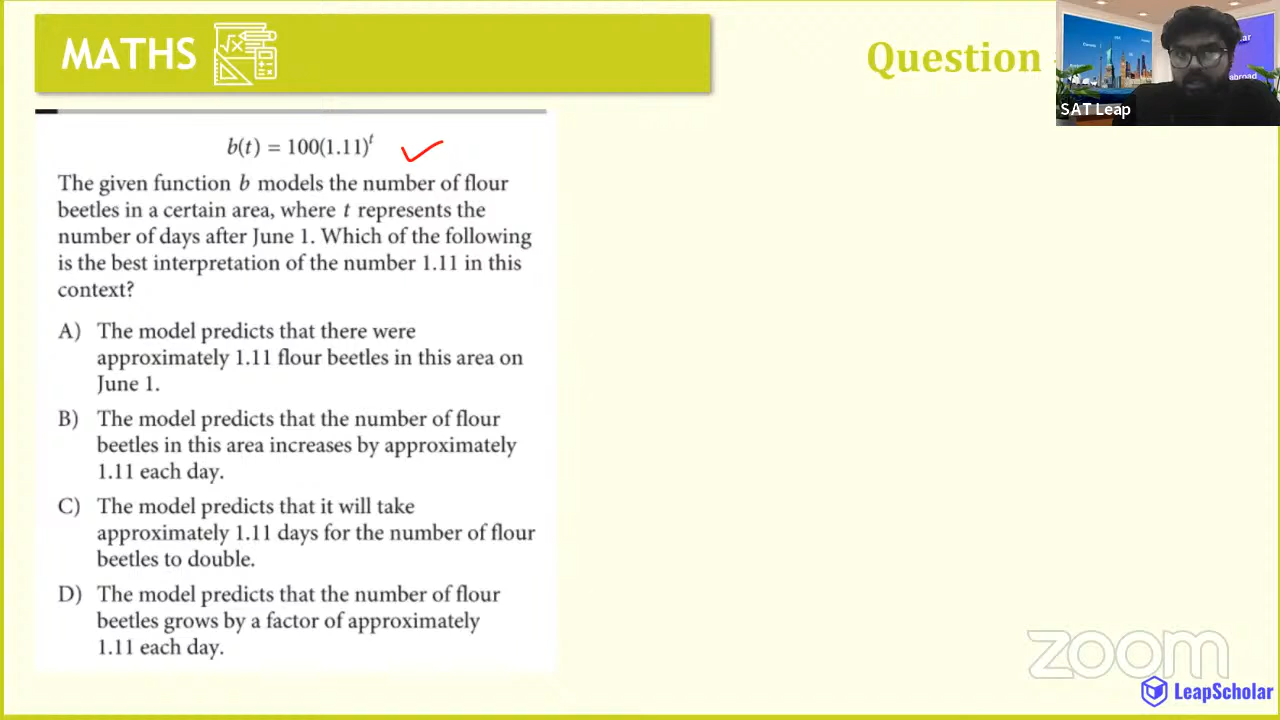 MATHS
Question
SAT Leap
b(t) = 100(1.11)^t
The given function b models the number of flour
beetles in a certain area, where t represents the
number of days after June 1. Which of the following
is the best interpretation of the number 1.11 in this
context?
A) The model predicts that there were
approximately 1.11 flour beetles in this area on
June 1.
B) The model predicts that the number of flour
beetles in this area increases by approximately
1.11 each day.
C) The model predicts that it will take
approximately 1.11 days for the number of flour
beetles to double.
D) The model predicts that the number of flour
beetles grows by a factor of approximately
1.11 each day.
zoom
LeapScholar